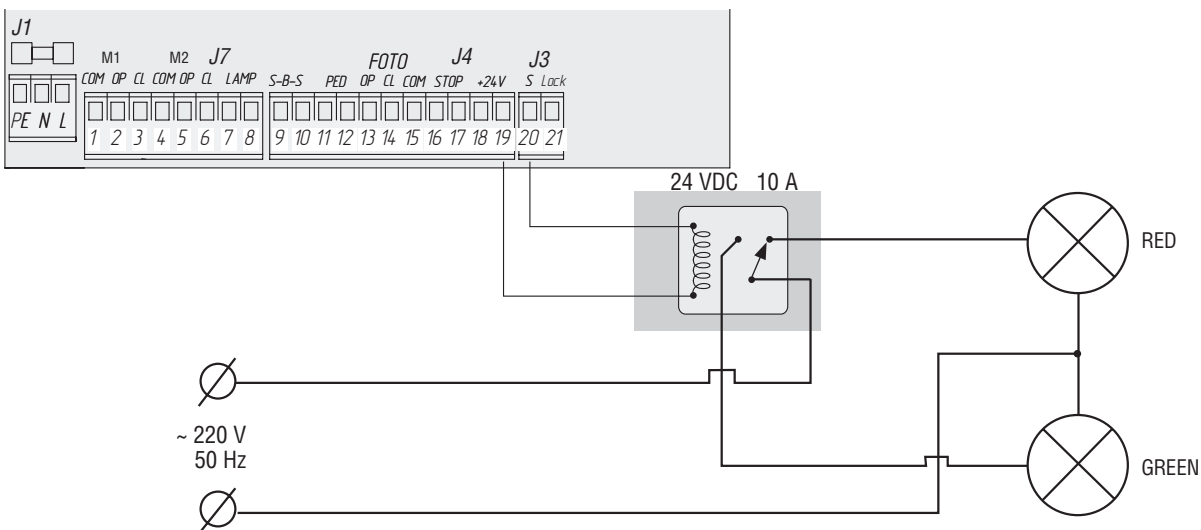 J1
M1 M2 J7 FOTO J4 J3
COM OP CL COM OP CL LAMP S-B-S PED OP CL COM STOP +24V S Lock
PE N L
1 2 3 4 5 6 7 8 9 10 11 12 13 14 15 16 17 18 19 20 21
24 VDC 10 A
RED
~ 220 V
50 Hz
GREEN